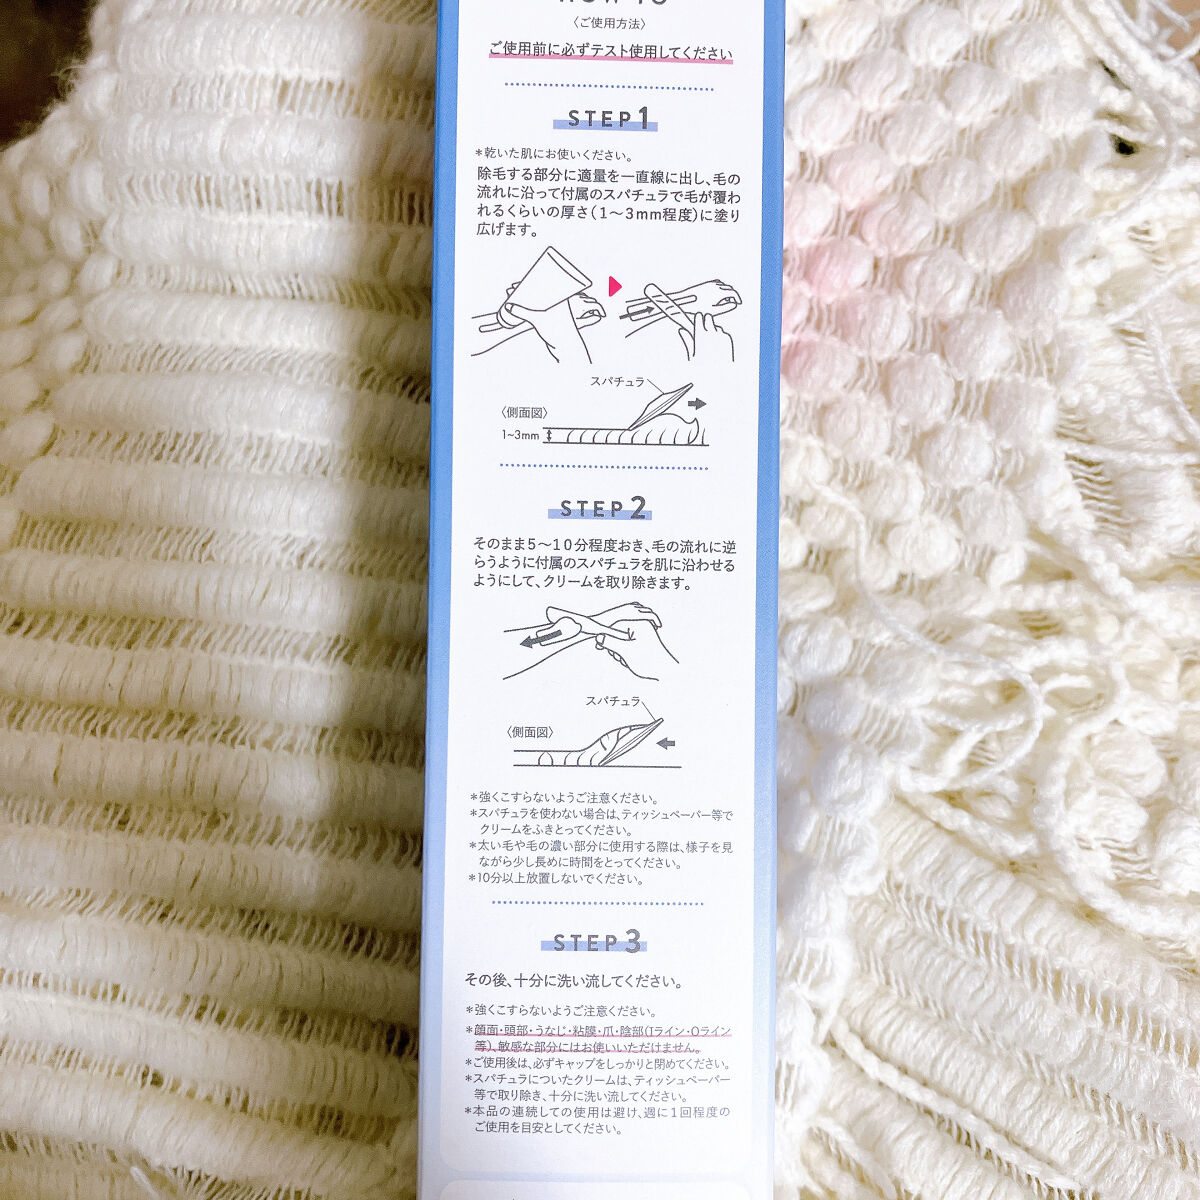 HOW TO
〈ご使用方法〉
ご使用前に必ずテスト使用してください
STEP1
＊乾いた肌にお使いください。
除毛する部分に適量を一直線に出し、毛の
流れに沿って付属のスパチュラで毛が覆わ
れるくらいの厚さ（1〜3mm程度）に塗り
広げます。
スパチュラ
〈側面図〉
1~3mm
STEP2
そのまま5〜10分程度おき、毛の流れに逆
らうように付属のスパチュラを肌に沿わせる
ようにして、クリームを取り除きます。
スパチュラ
〈側面図〉
＊強くこすらないようご注意ください。
＊スパチュラを使わない場合は、ティッシュペーパー等で
クリームをふきとってください。
＊太い毛や毛の濃い部分に使用する際は、様子を見
ながら少し長めに時間をとってください。
＊10分以上放置しないでください。
STEP3
その後、十分に洗い流してください。
＊強くこすらないようご注意ください。
＊顔面・頭部・うなじ・粘膜・爪・陰部（Iライン・Oライン
等）、敏感な部分にはお使いいただけません。
＊ご使用後は、必ずキャップをしっかりと閉めてください。
＊スパチュラについたクリームは、ティッシュペーパー
等で取り除き、十分に洗い流してください。
＊本品の連続しての使用は避け、週に1回程度の
ご使用を目安としてください。